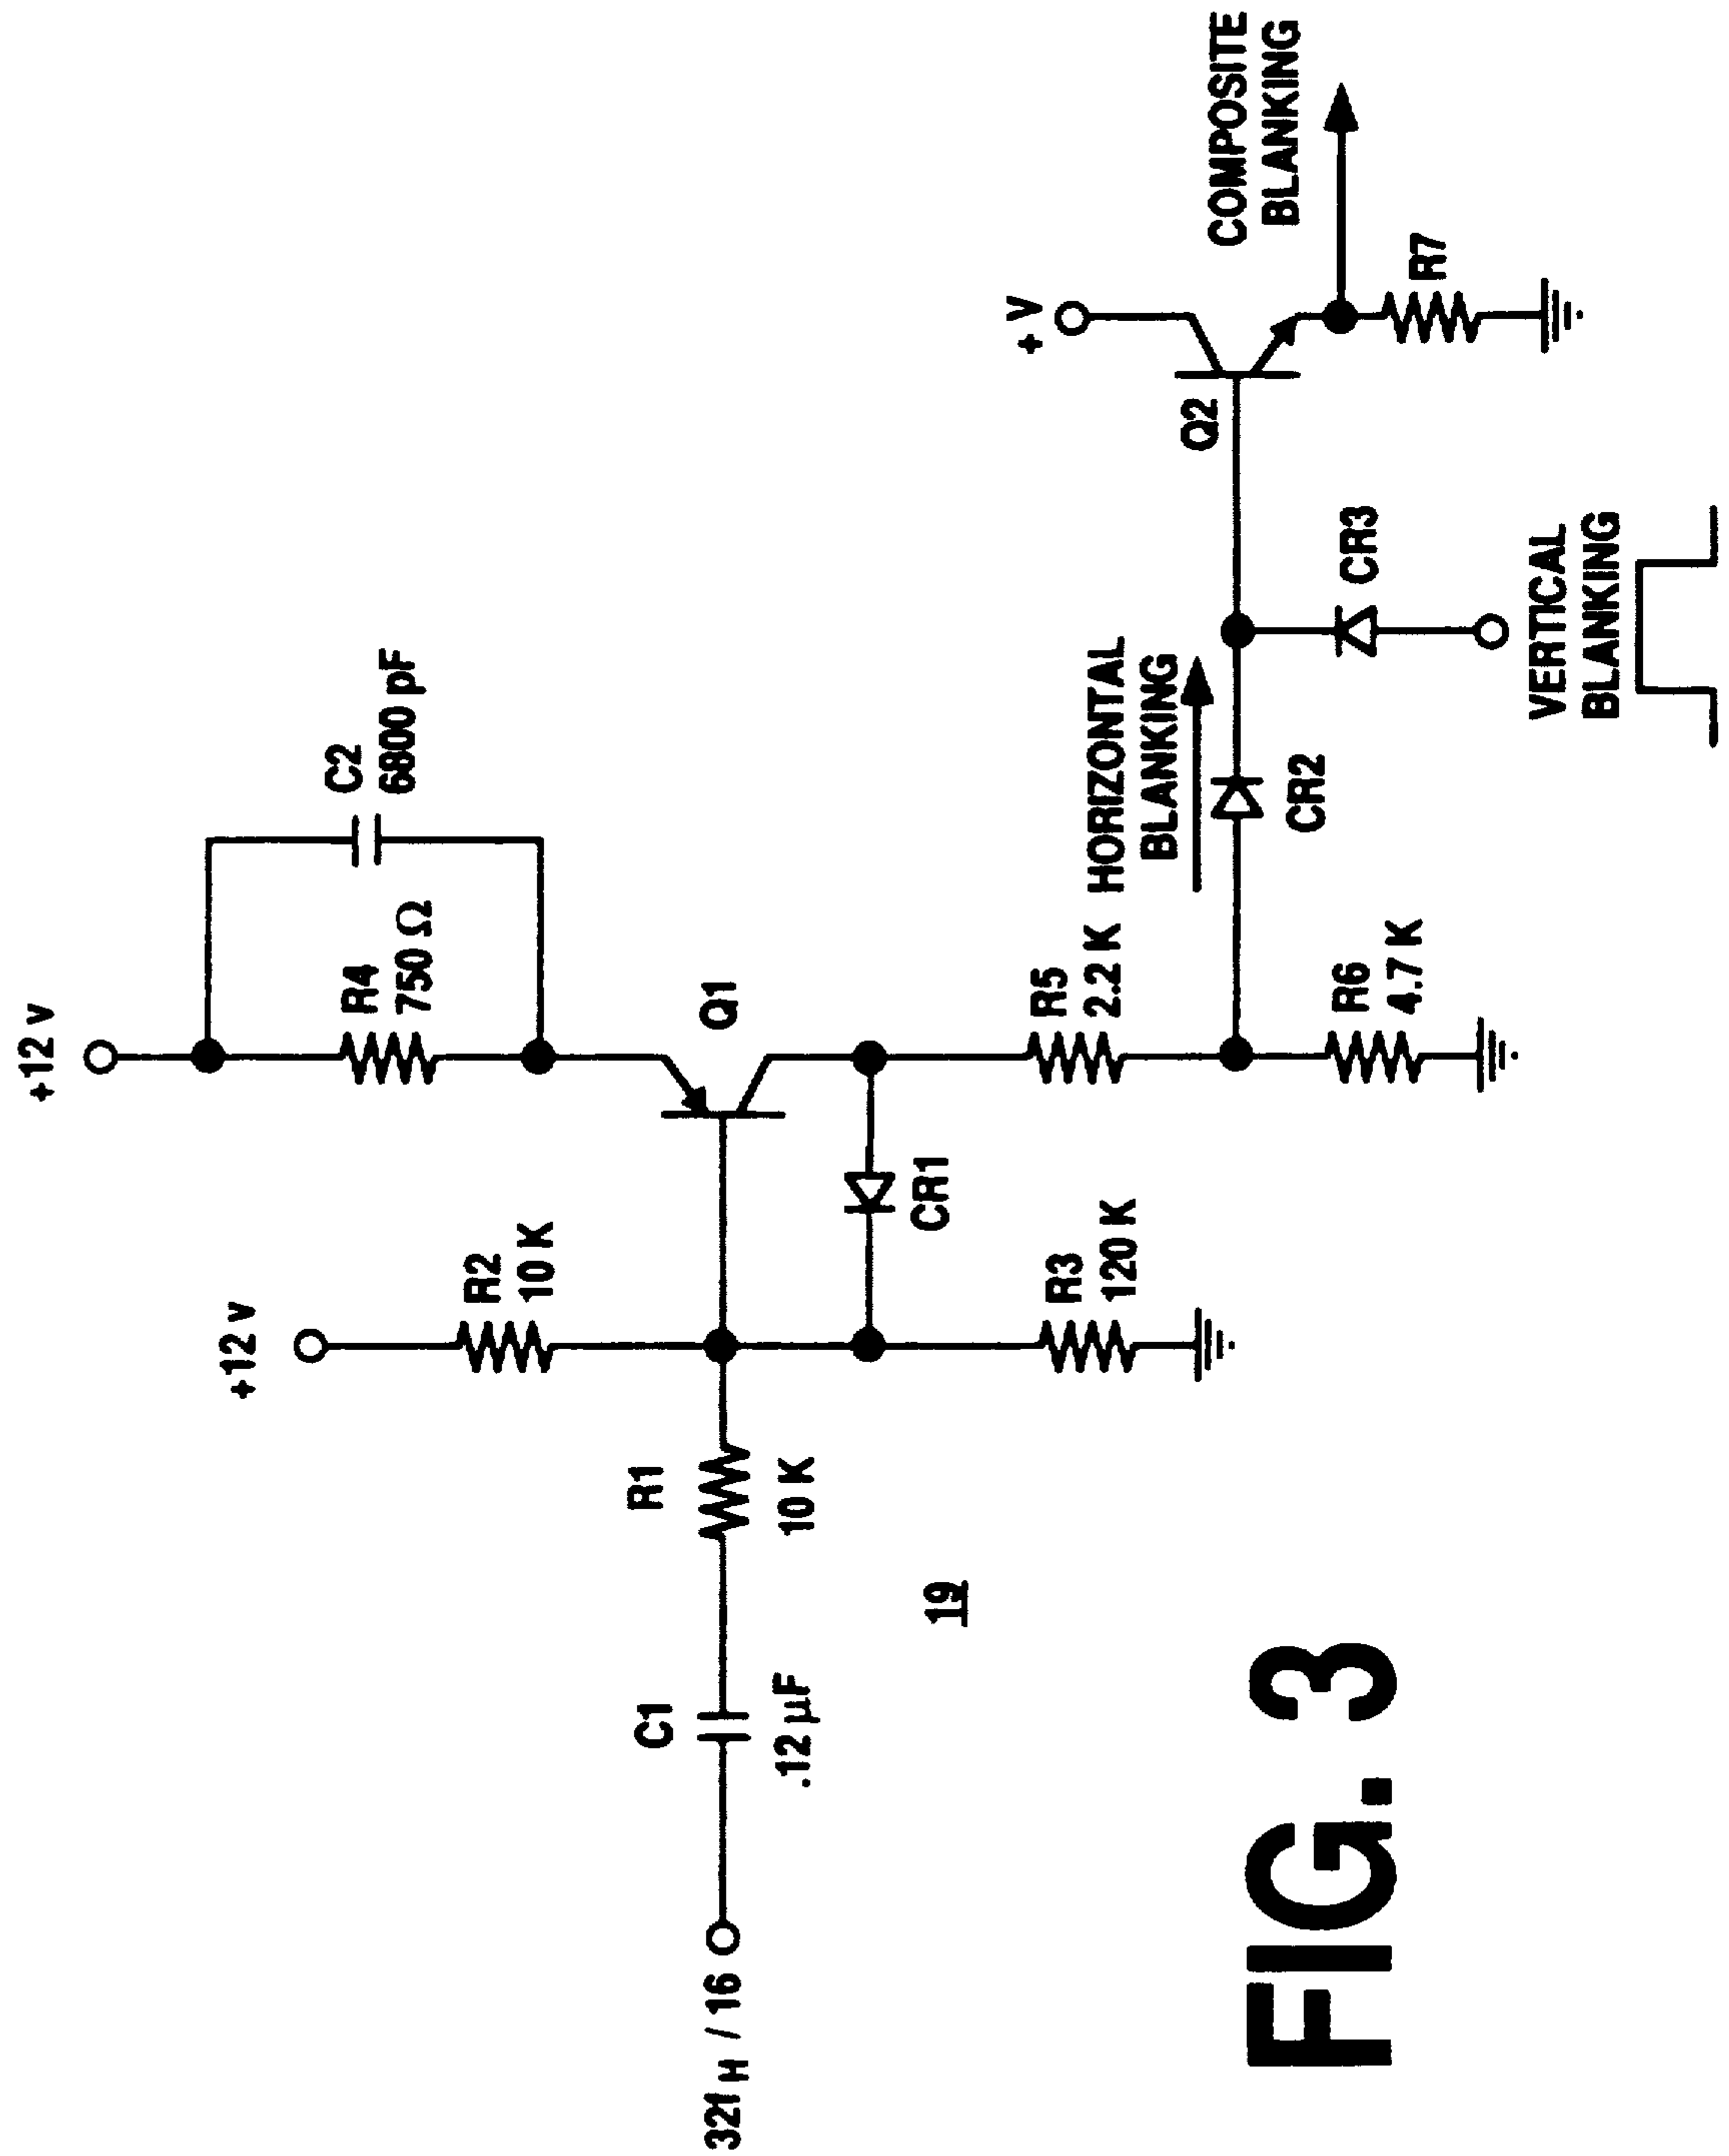 +12 v
C2
6800 pF
R4
750 Ω
+12 v
R2
10 K
Q1
R1
10 K
C1
.12 µF
32fH / 16
CR1
R3
120 K
R5
2.2 K
HORIZONTAL
BLANKING
CR2
R6
4.7 K
+ V
Q2
COMPOSITE
BLANKING
R7
CR3
VERTICAL
BLANKING
19
FIG. 3